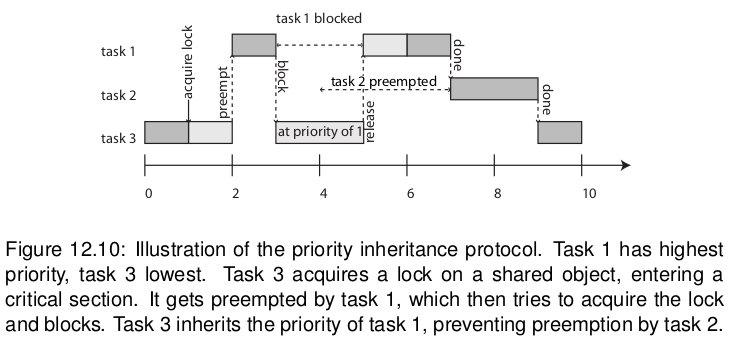 task 1 blocked
task 1
acquire lock
preempt
block
done
task 2 preempted
task 2
done
task 3
at priority of 1
release
0 2 4 6 8 10
Figure 12.10: Illustration of the priority inheritance protocol. Task 1 has highest
priority, task 3 lowest. Task 3 acquires a lock on a shared object, entering a
critical section. It gets preempted by task 1, which then tries to acquire the lock
and blocks. Task 3 inherits the priority of task 1, preventing preemption by task 2.